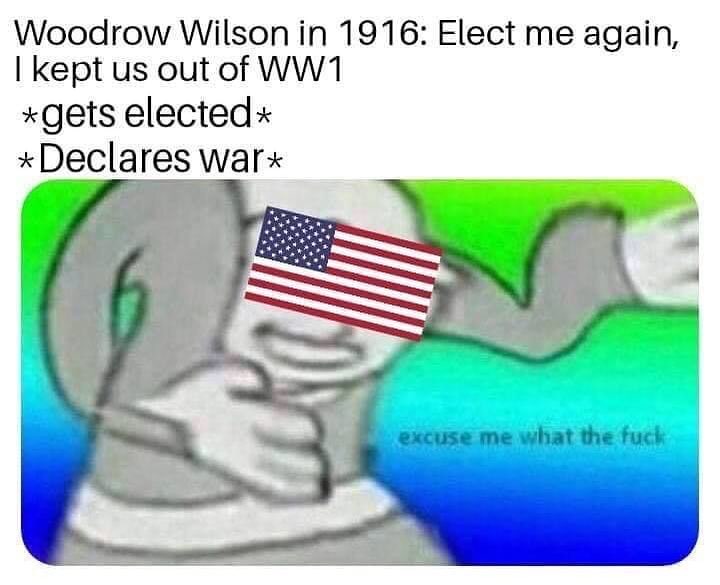 Woodrow Wilson in 1916: Elect me again,
I kept us out of WW1
*gets elected*
*Declares war*
excuse me what the fuck